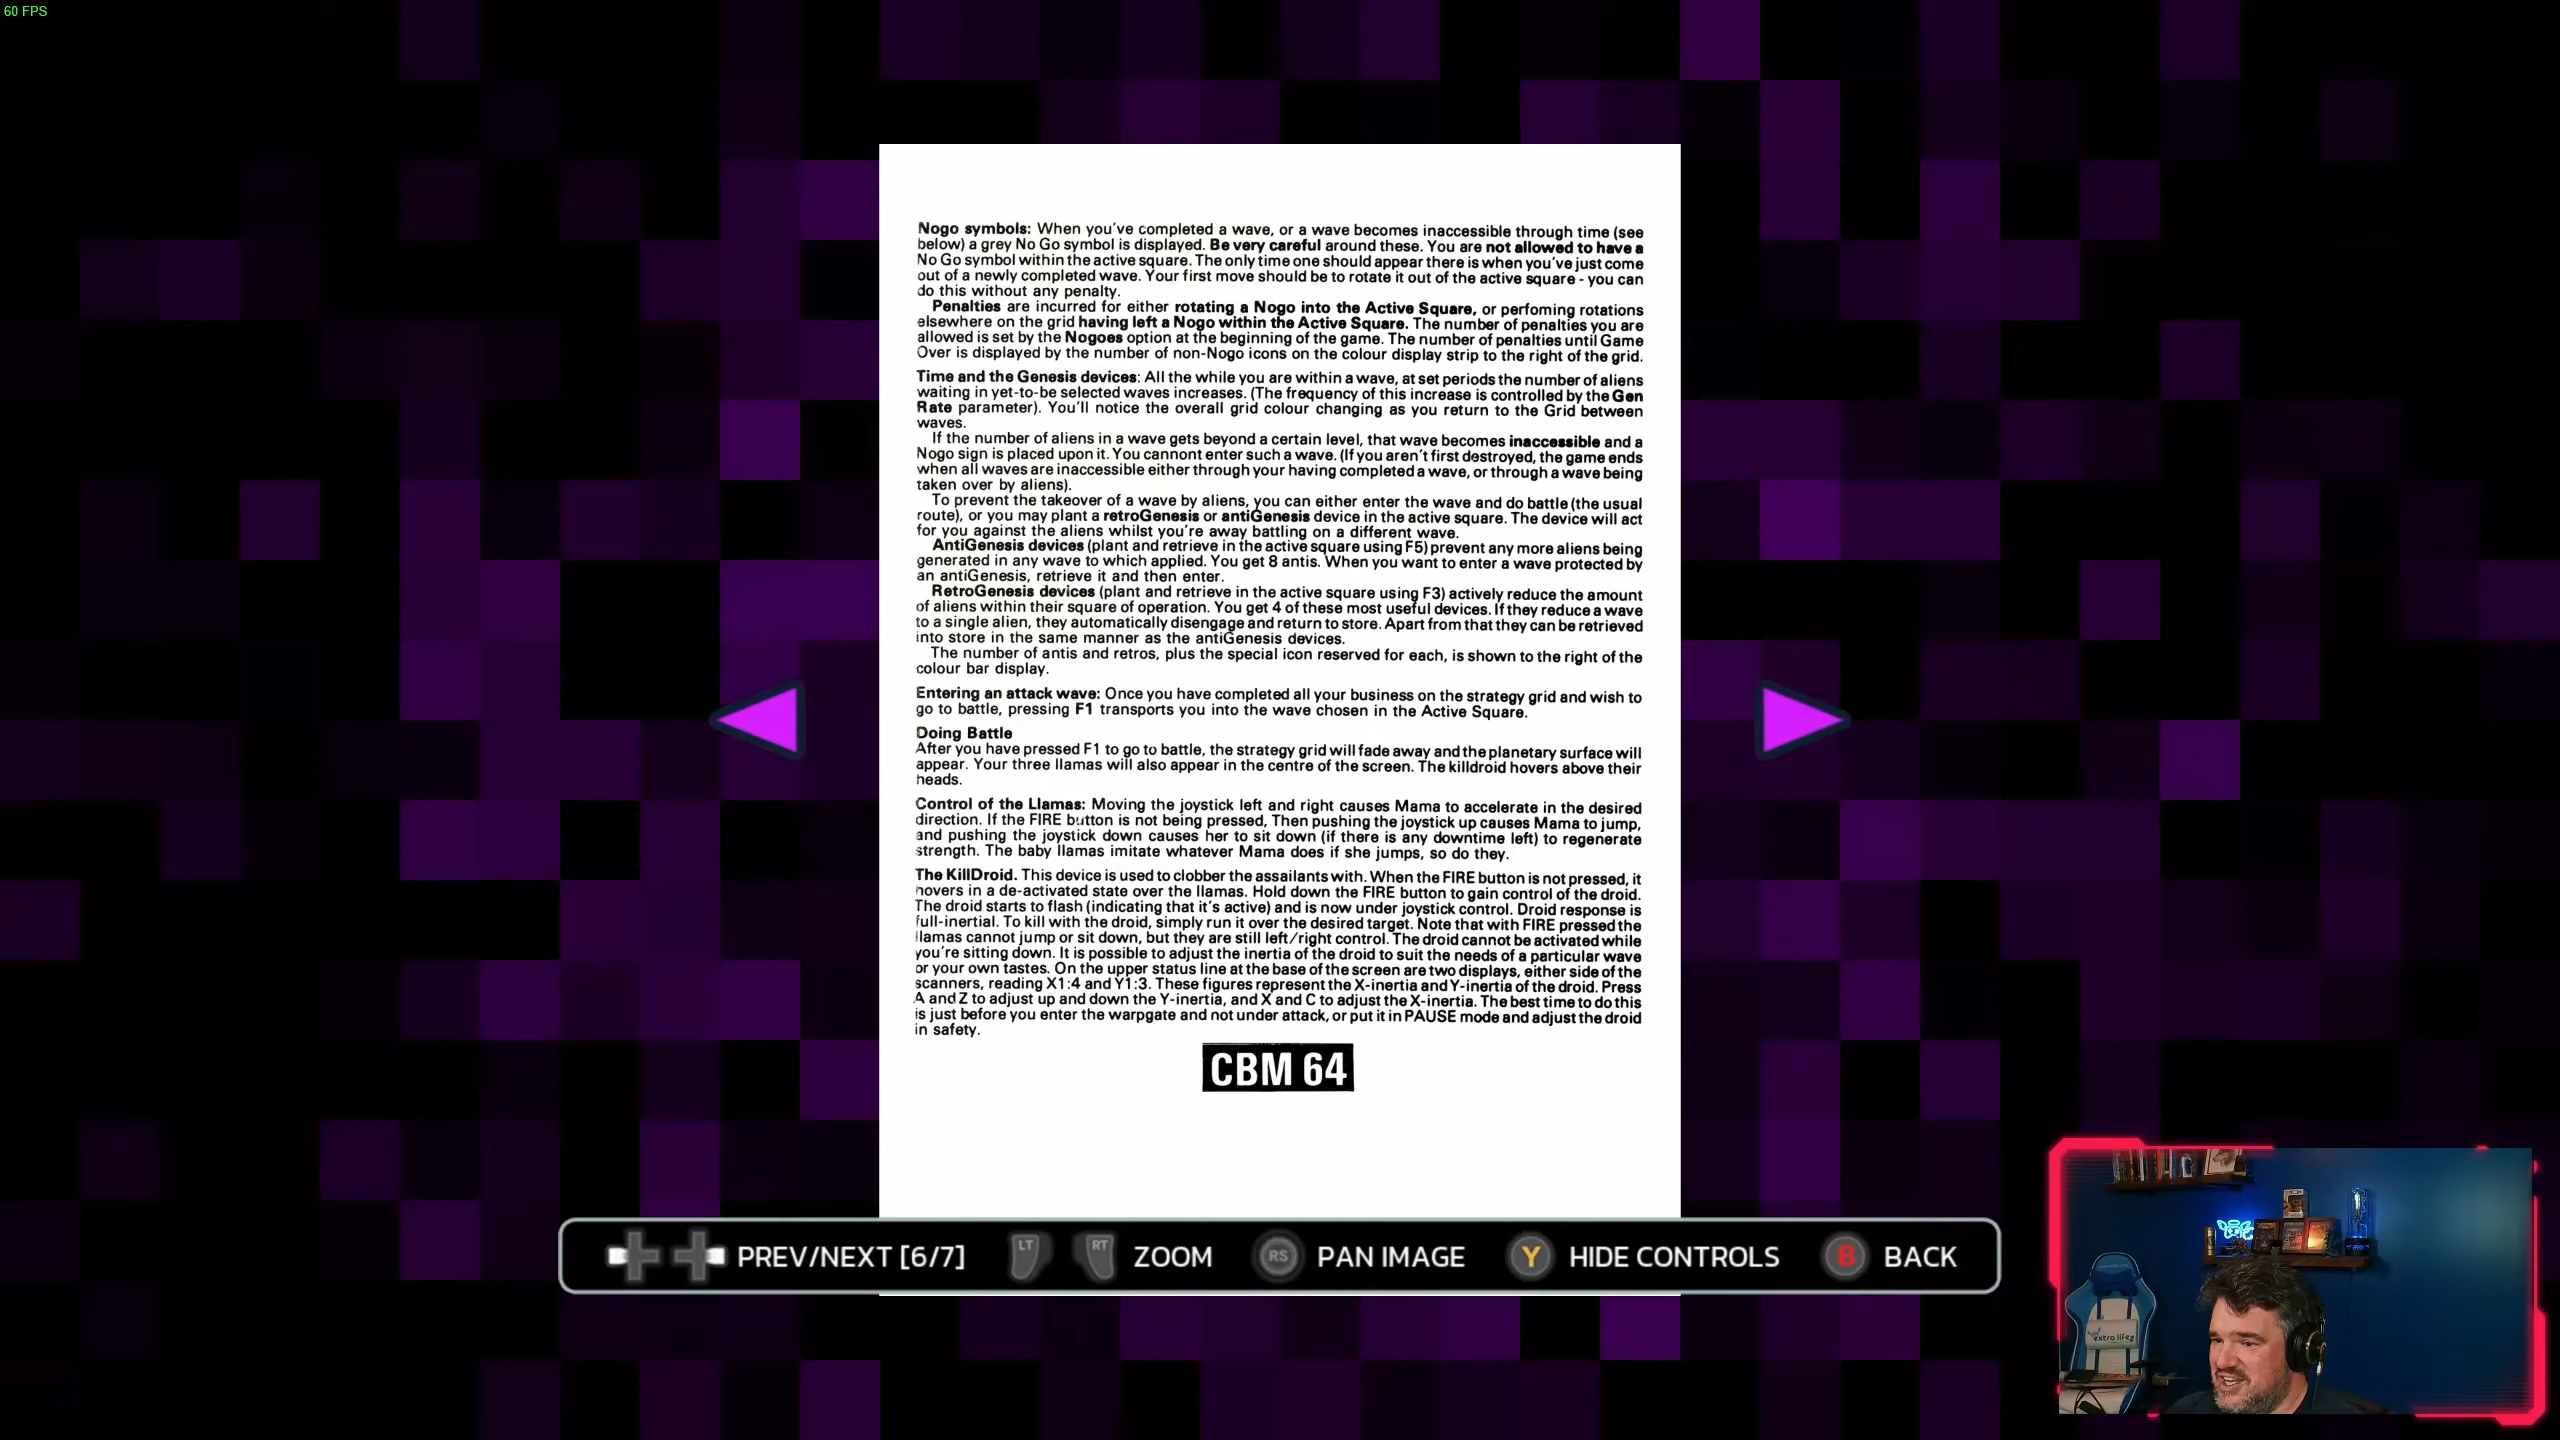 60 FPS
Nogo symbols: When you've completed a wave, or a wave becomes inaccessible through time (see
below) a grey No Go symbol is displayed. Be very careful around these. You are not allowed to have a
No Go symbol within the active square. The only time one should appear there is when you've just come
out of a newly completed wave. Your first move should be to rotate it out of the active square - you can
do this without any penalty.
Penalties are incurred for either rotating a Nogo into the Active Square, or perfoming rotations
elsewhere on the grid having left a Nogo within the Active Square. The number of penalties you are
allowed is set by the Nogoes option at the beginning of the game. The number of penalties until Game
Over is displayed by the number of non-Nogo icons on the colour display strip to the right of the grid.
Time and the Genesis devices: All the while you are within a wave, at set periods the number of aliens
waiting in yet-to-be selected waves increases. (The frequency of this increase is controlled by the Gen
Rate parameter). You'll notice the overall grid colour changing as you return to the Grid between
waves.
If the number of aliens in a wave gets beyond a certain level, that wave becomes inaccessible and a
Nogo sign is placed upon it. You cannont enter such a wave. (If you aren't first destroyed, the game ends
when all waves are inaccessible either through your having completed a wave, or through a wave being
taken over by aliens).
To prevent the takeover of a wave by aliens, you can either enter the wave and do battle (the usual
route), or you may plant a retroGenesis or antiGenesis device in the active square. The device will act
for you against the aliens whilst you're away battling on a different wave.
AntiGenesis devices (plant and retrieve in the active square using F5) prevent any more aliens being
generated in any wave to which applied. You get 8 antis. When you want to enter a wave protected by
an antiGenesis, retrieve it and then enter.
RetroGenesis devices (plant and retrieve in the active square using F3) actively reduce the amount
of aliens within their square of operation. You get 4 of these most useful devices. If they reduce a wave
to a single alien, they automatically disengage and return to store. Apart from that they can be retrieved
into store in the same manner as the antiGenesis devices.
The number of antis and retros, plus the special icon reserved for each, is shown to the right of the
colour bar display.
Entering an attack wave: Once you have completed all your business on the strategy grid and wish to
go to battle, pressing F1 transports you into the wave chosen in the Active Square.
Doing Battle
After you have pressed F1 to go to battle, the strategy grid will fade away and the planetary surface will
appear. Your three llamas will also appear in the centre of the screen. The killdroid hovers above their
heads.
Control of the Llamas: Moving the joystick left and right causes Mama to accelerate in the desired
direction. If the FIRE button is not being pressed, Then pushing the joystick up causes Mama to jump,
and pushing the joystick down causes her to sit down (if there is any downtime left) to regenerate
strength. The baby llamas imitate whatever Mama does if she jumps, so do they.
The KillDroid. This device is used to clobber the assailants with. When the FIRE button is not pressed, it
hovers in a de-activated state over the llamas. Hold down the FIRE button to gain control of the droid.
The droid starts to flash (indicating that it's active) and is now under joystick control. Droid response is
full-inertial. To kill with the droid, simply run it over the desired target. Note that with FIRE pressed the
llamas cannot jump or sit down, but they are still left/right control. The droid cannot be activated while
you're sitting down. It is possible to adjust the inertia of the droid to suit the needs of a particular wave
or your own tastes. On the upper status line at the base of the screen are two displays, either side of the
scanners, reading X1:4 and Y1:3. These figures represent the X-inertia and Y-inertia of the droid. Press
A and Z to adjust up and down the Y-inertia, and X and C to adjust the X-inertia. The best time to do this
is just before you enter the warpgate and not under attack, or put it in PAUSE mode and adjust the droid
in safety.
CBM 64
PREV/NEXT [6/7] LT RT ZOOM RS PAN IMAGE Y HIDE CONTROLS B BACK
extra life